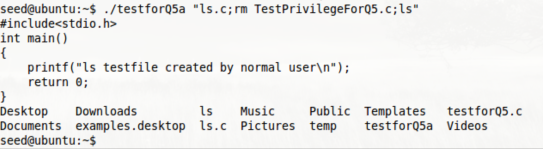 seed@ubuntu:~$ ./testforQ5a "ls.c;rm TestPrivilegeForQ5.c;ls"
#include<stdio.h>
int main()
{
    printf("ls testfile created by normal user\n");
    return 0;
}
Desktop    Downloads         ls    Music     Public  Templates   testforQ5.c
Documents  examples.desktop  ls.c  Pictures  temp    testforQ5a  Videos
seed@ubuntu:~$